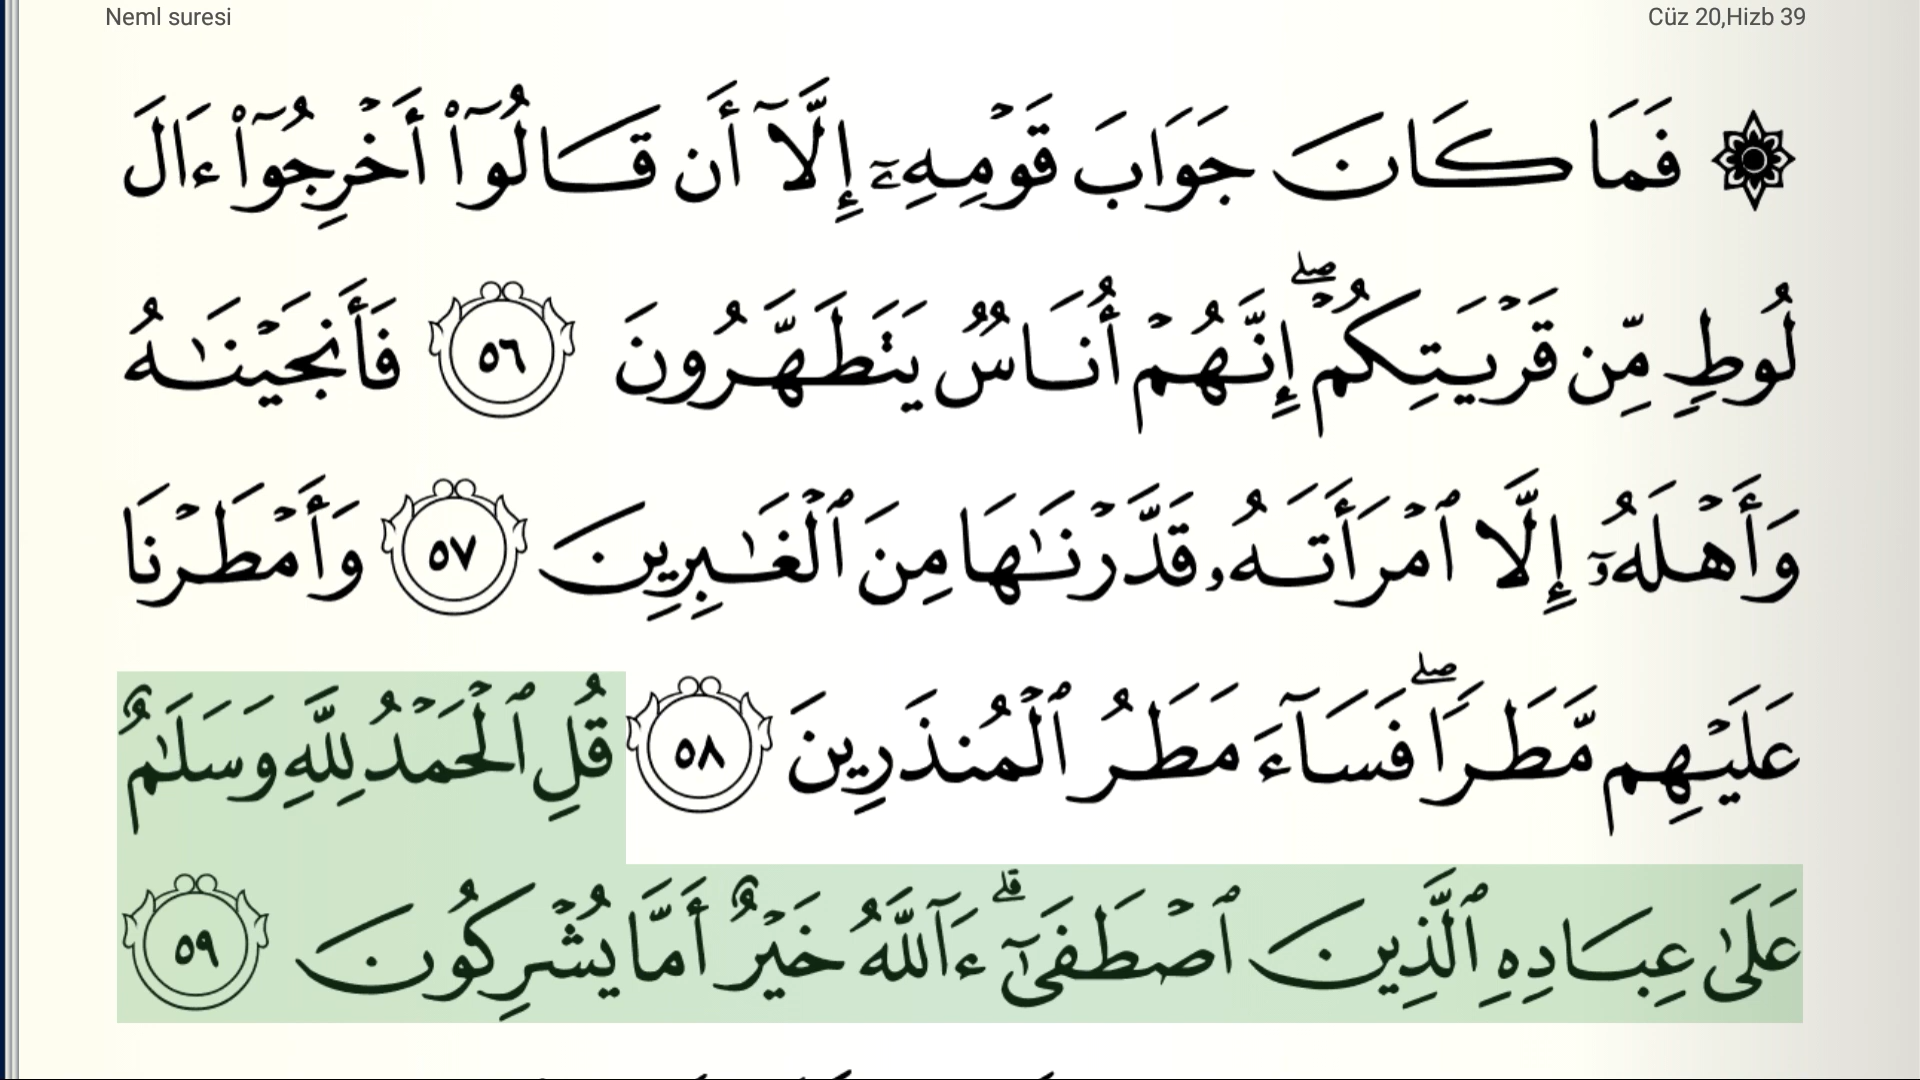 Neml suresi
Cüz 20,Hizb 39
۞ فَمَا كَانَ جَوَابَ قَوْمِهِۦٓ إِلَّآ أَن قَالُوٓا۟ أَخْرِجُوٓا۟ ءَالَ
لُوطٍ مِّن قَرْيَتِكُمْ ۖ إِنَّهُمْ أُنَاسٌ يَتَطَهَّرُونَ ٥٦ فَأَنجَيْنَٰهُ
وَأَهْلَهُۥٓ إِلَّا ٱمْرَأَتَهُۥ قَدَّرْنَٰهَا مِنَ ٱلْغَٰبِرِينَ ٥٧ وَأَمْطَرْنَا
عَلَيْهِم مَّطَرًا ۖ فَسَآءَ مَطَرُ ٱلْمُنذَرِينَ ٥٨ قُلِ ٱلْحَمْدُ لِلَّهِ وَسَلَٰمٌ
عَلَىٰ عِبَادِهِ ٱلَّذِينَ ٱصْطَفَىٰٓ ۗ ءَآللَّهُ خَيْرٌ أَمَّا يُشْرِكُونَ ٥٩